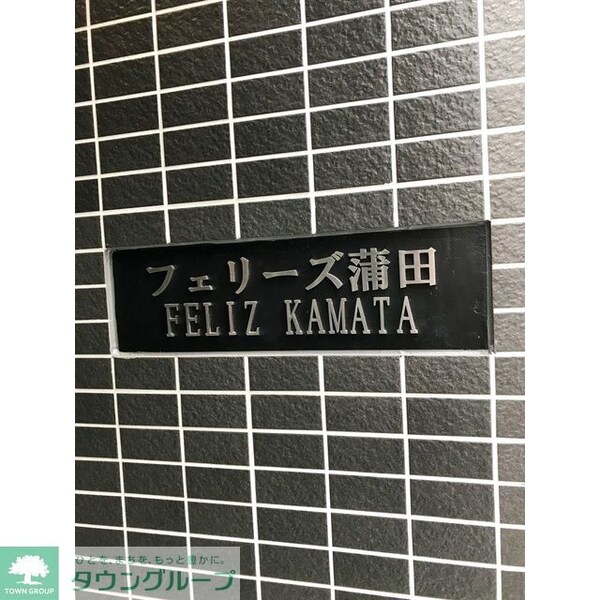 フェリーズ蒲田
FELIZ KAMATA
ひとを、まちを、もっと豊かに。
タウングループ
TOWN GROUP